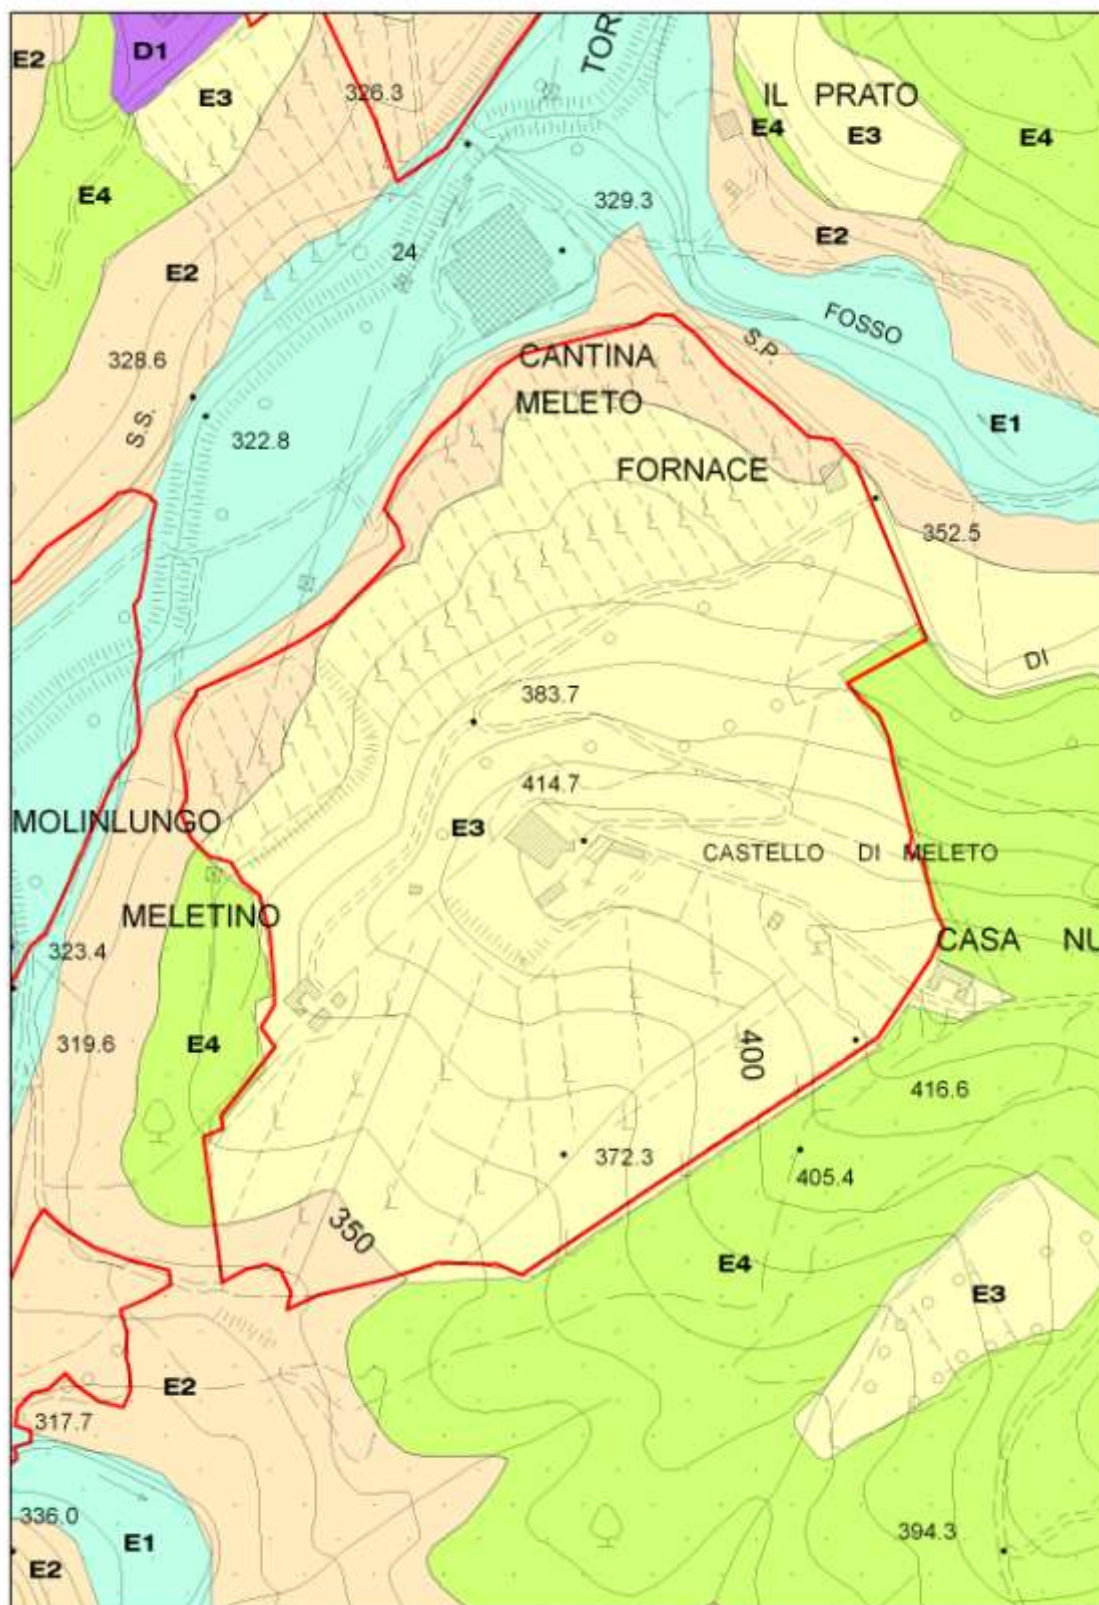 TOR
E2
D1
E3
326.3
IL PRATO
E4
E3
E4
E4
329.3
E2
24
E2
FOSSO
S.P.
328.6
CANTINA
MELETO
S.S.
322.8
E1
FORNACE
352.5
DI
383.7
414.7
MOLINLUNGO
E3
CASTELLO DI MELETO
MELETINO
CASA NU
323.4
319.6
E4
400
416.6
372.3
405.4
350
E4
E3
E2
317.7
336.0
E1
394.3
E2